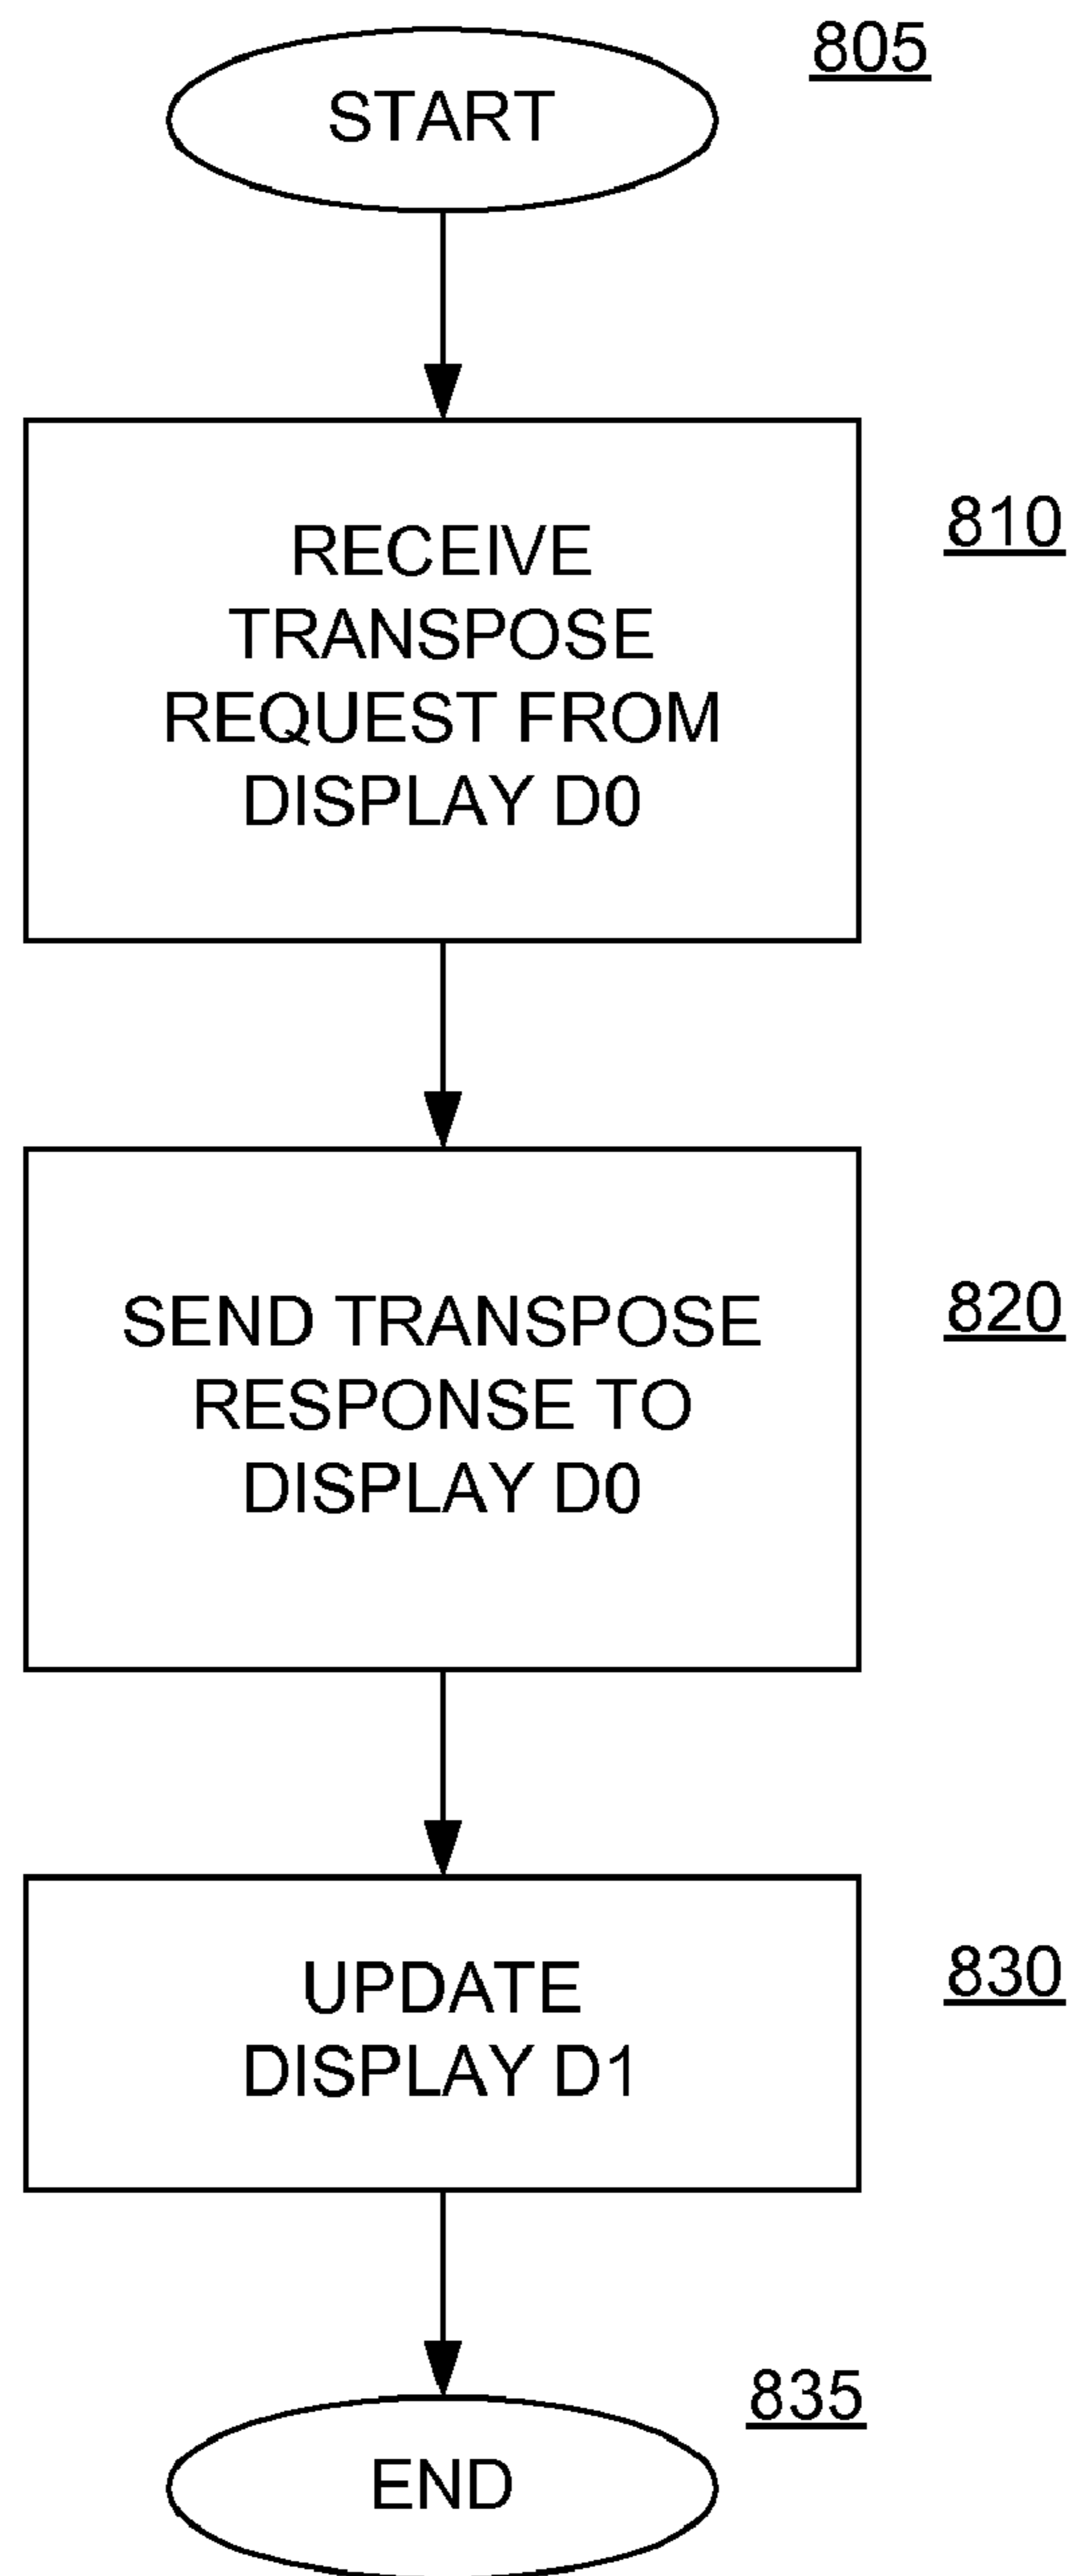 805
START
810
RECEIVE
TRANSPOSE
REQUEST FROM
DISPLAY D0
820
SEND TRANSPOSE
RESPONSE TO
DISPLAY D0
830
UPDATE
DISPLAY D1
835
END